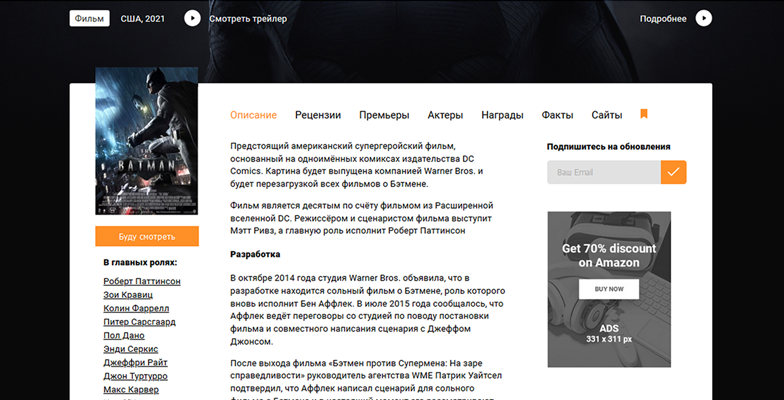 Фильм
США, 2021
Смотреть трейлер
Подробнее
BATMAN
Буду смотреть
В главных ролях:
Роберт Паттинсон
Зои Кравиц
Колин Фаррелл
Питер Сарсгаард
Пол Дано
Энди Серкис
Джеффри Райт
Джон Туртурро
Макс Карвер
Описание
Рецензии
Премьеры
Актеры
Награды
Факты
Сайты
Предстоящий американский супергеройский фильм,
основанный на одноимённых комиксах издательства DC
Comics. Картина будет выпущена компанией Warner Bros. и
будет перезагрузкой всех фильмов о Бэтмене.
Фильм является десятым по счёту фильмом из Расширенной
вселенной DC. Режиссёром и сценаристом фильма выступит
Мэтт Ривз, а главную роль исполнит Роберт Паттинсон
Разработка
В октябре 2014 года студия Warner Bros. объявила, что в
разработке находится сольный фильм о Бэтмене, роль которого
вновь исполнит Бен Аффлек. В июле 2015 года сообщалось, что
Аффлек ведёт переговоры со студией по поводу постановки
фильма и совместного написания сценария с Джеффом
Джонсом.
После выхода фильма «Бэтмен против Супермена: На заре
справедливости» руководитель агентства WME Патрик Уайтсел
подтвердил, что Аффлек написал сценарий для сольного
Подпишитесь на обновления
Ваш Email
Get 70% discount
on Amazon
BUY NOW
ADS
331 x 311 px